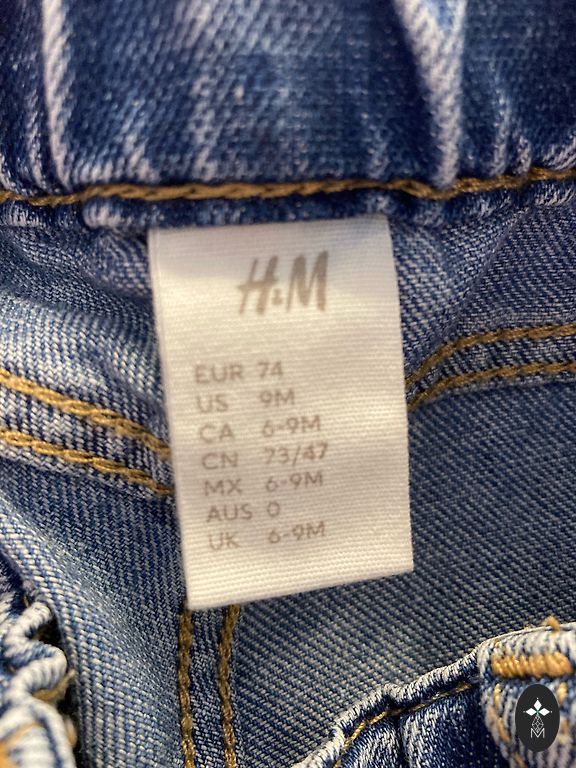 H&M
EUR 74
US 9M
CA 6-9M
CN 73/47
MX 6-9M
AUS 0
UK 6-9M
M